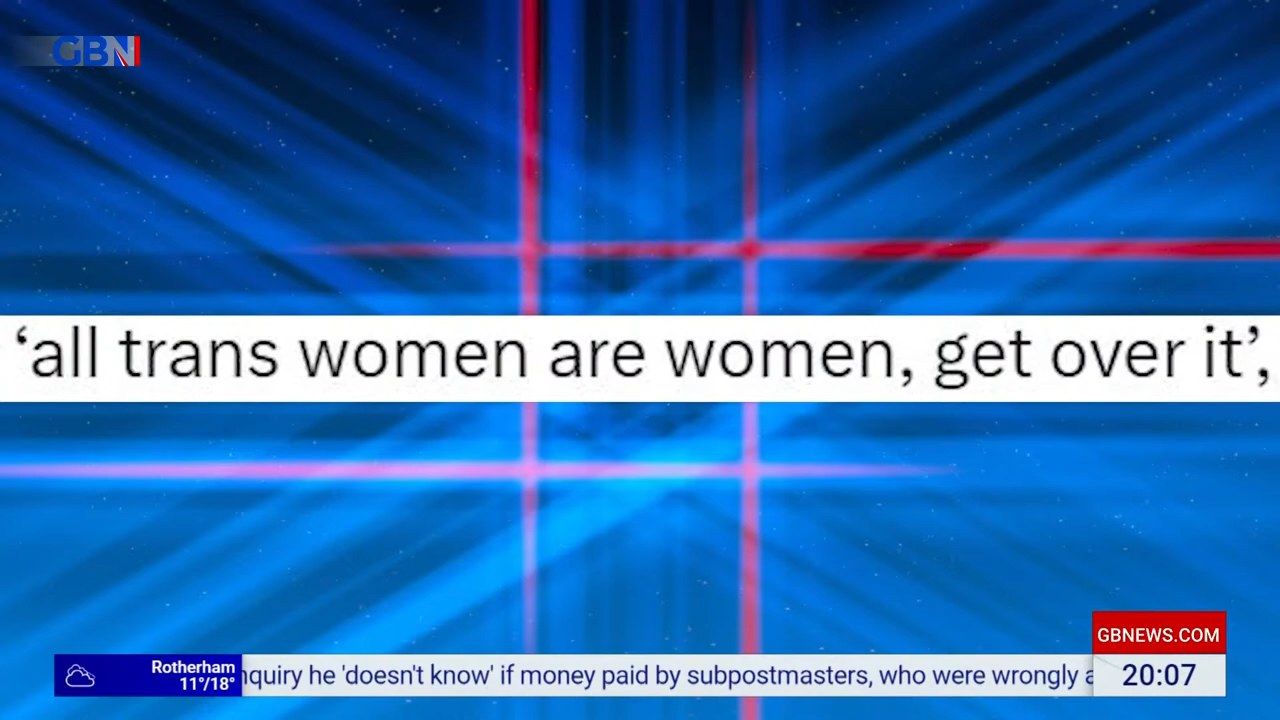 GBN
‘all trans women are women, get over it’,
GBNEWS.COM
Rotherham
11°/18°
nquiry he 'doesn't know' if money paid by subpostmasters, who were wrongly a
20:07